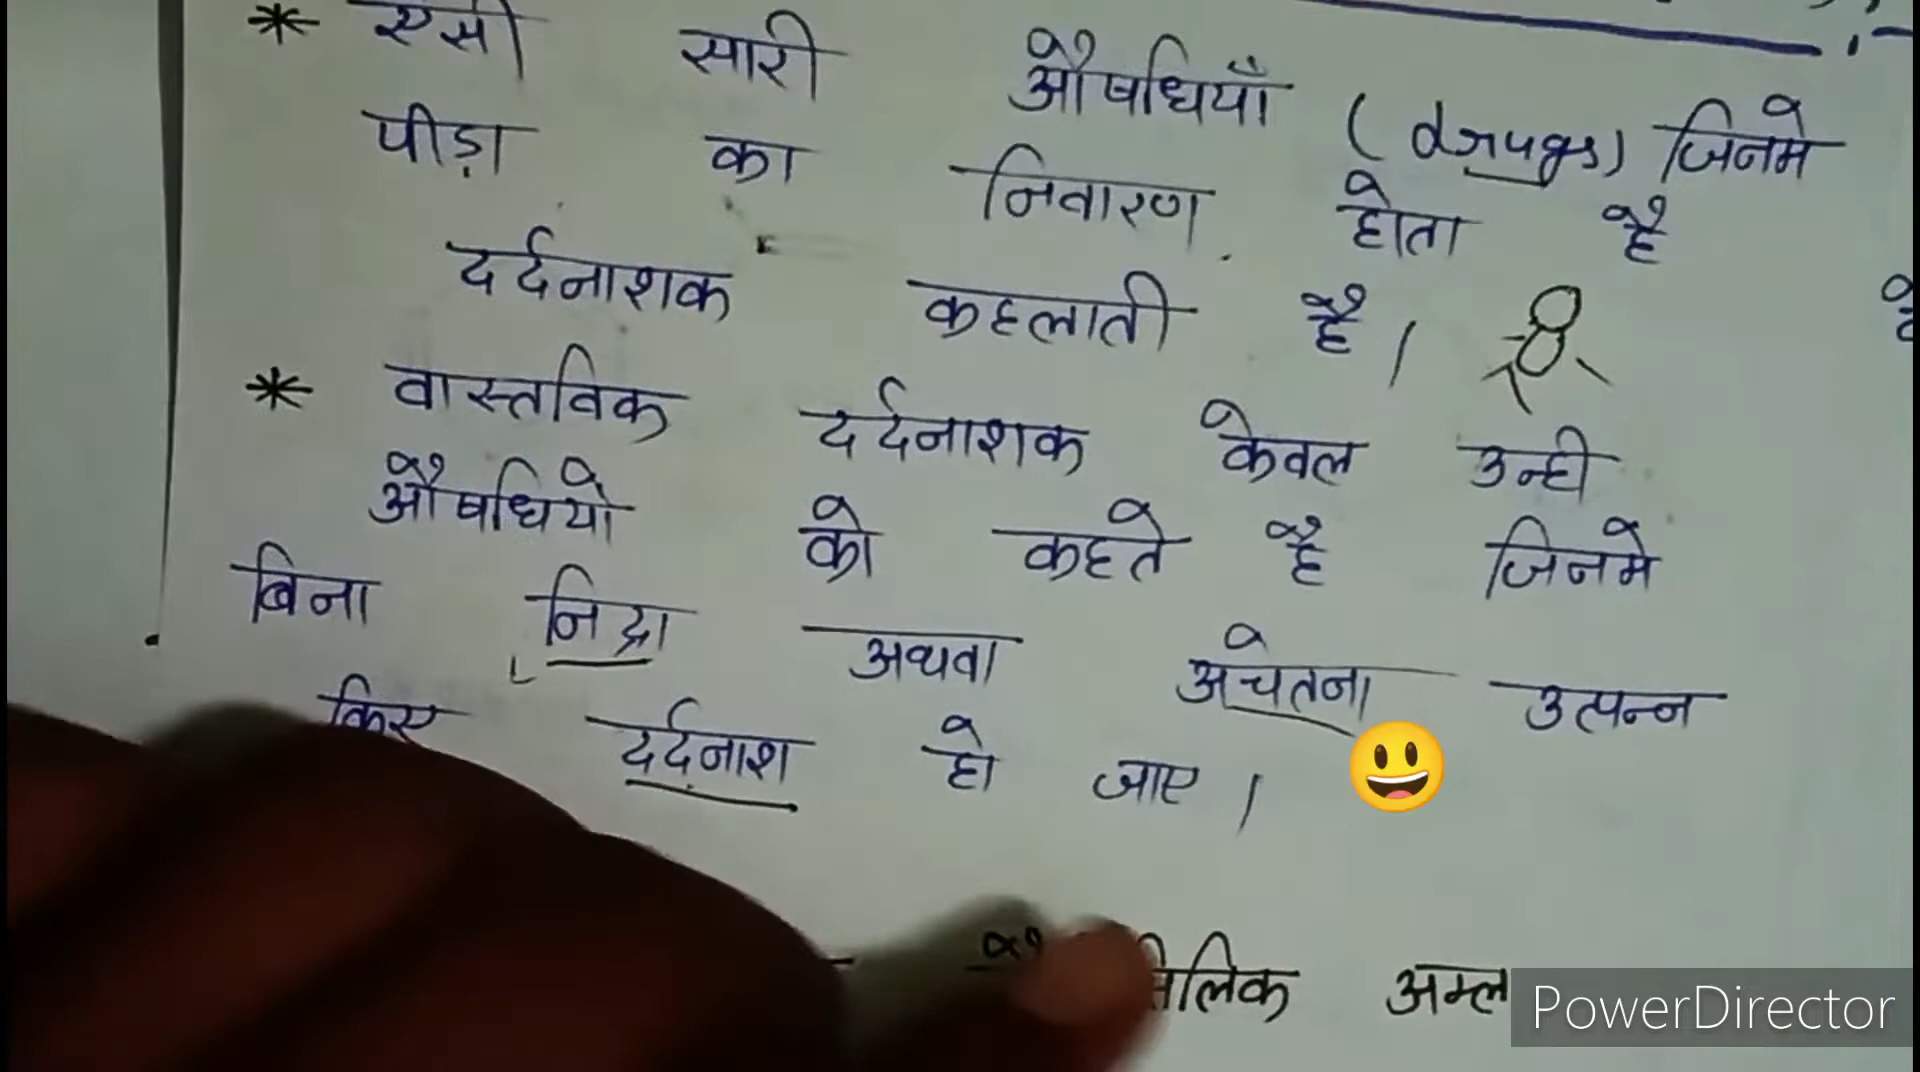 * एसी सारी औषधियाँ (drugs) जिनमे
पीड़ा का निवारण होता है
दर्दनाशक कहलाती है।
* वास्तविक दर्दनाशक केवल उन्ही
औषधियो को कहते है जिनमे
बिना निद्रा अथवा अचेतना उत्पन्न
किए दर्दनाश हो जाए।
अम्ल
PowerDirector